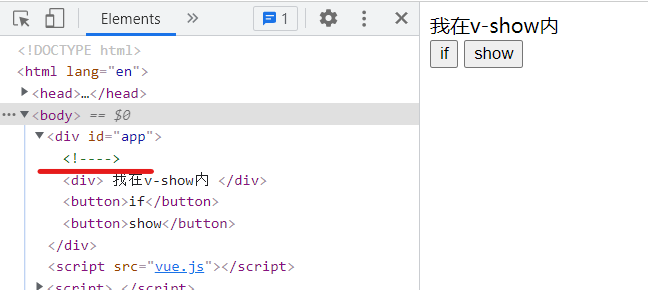 Elements
1
<!DOCTYPE html>
<html lang="en">
<head>…</head>
<body> == $0
<div id="app">
<!---->
<div> 我在v-show内 </div>
<button>if</button>
<button>show</button>
</div>
<script src="vue.js"></script>
<script> </script>
我在v-show内
if show